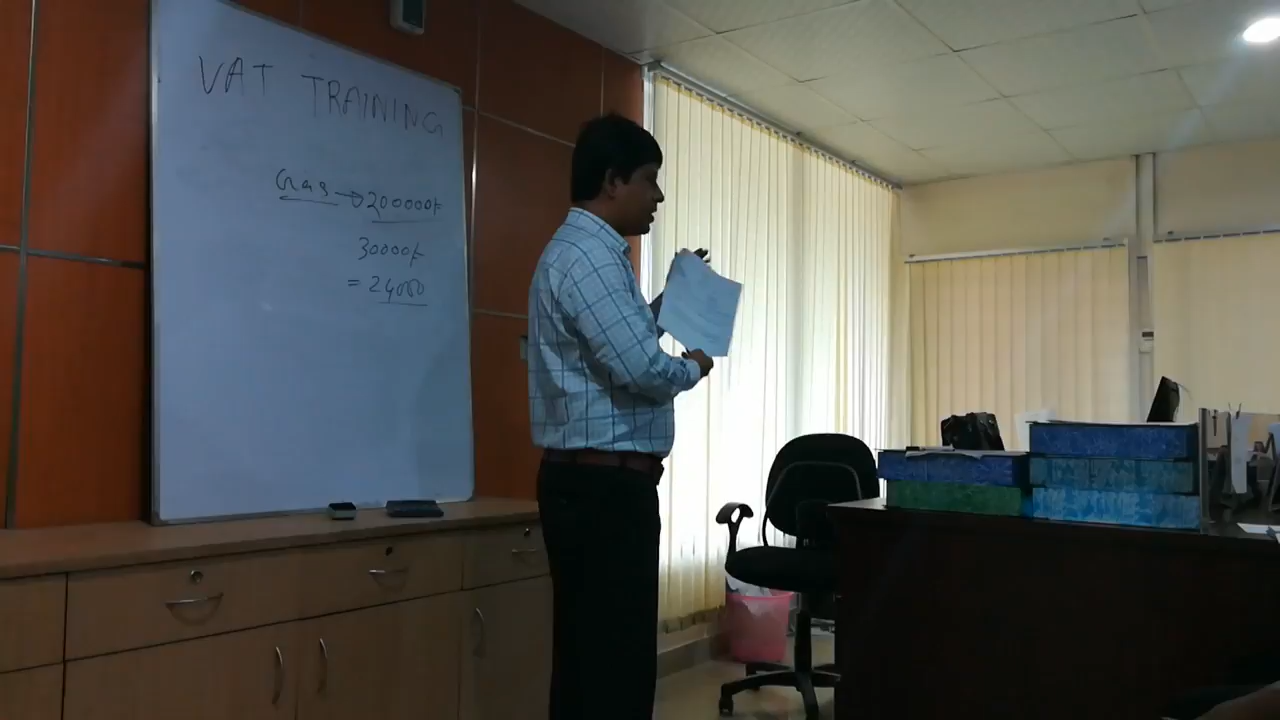 VAT TRAINING
Gas → 200000/-
30000/-
= 24000